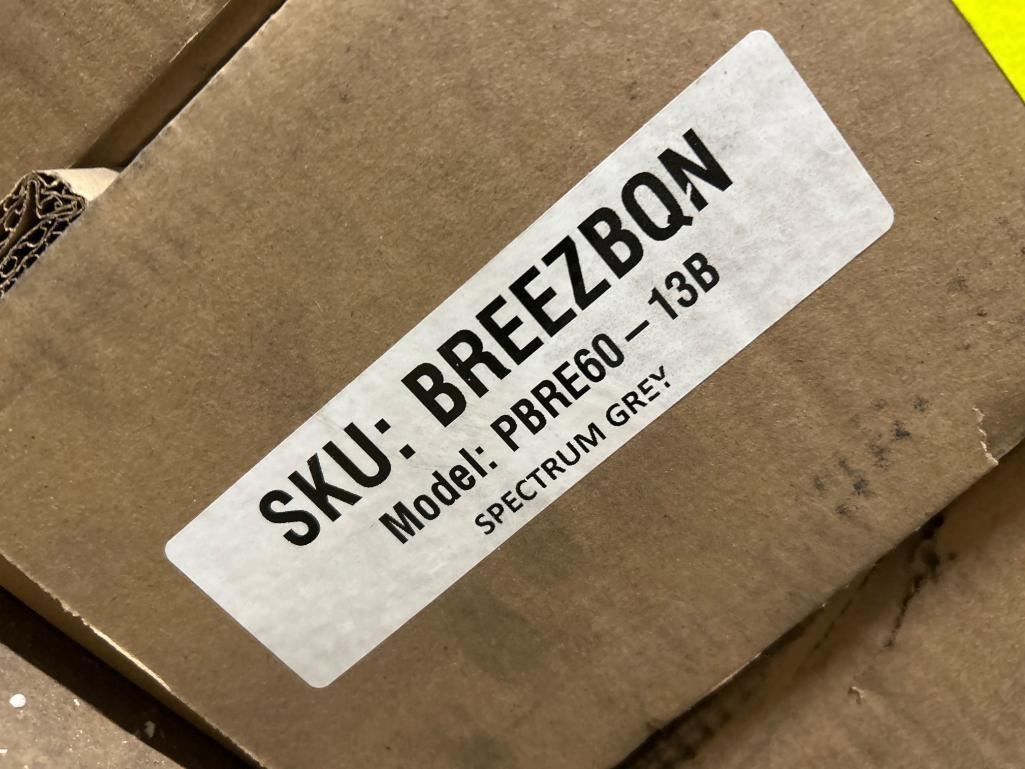 SKU: BREEZBQN
Model: PBRE60-13B
SPECTRUM GREY